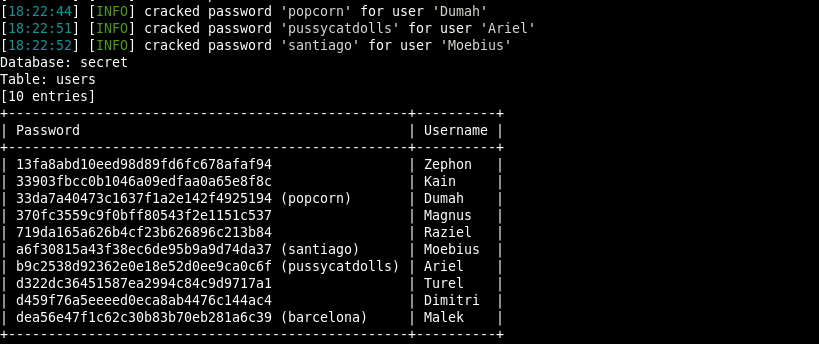 [18:22:44] [INFO] cracked password 'popcorn' for user 'Dumah'
[18:22:51] [INFO] cracked password 'pussycatdolls' for user 'Ariel'
[18:22:52] [INFO] cracked password 'santiago' for user 'Moebius'
Database: secret
Table: users
[10 entries]
+--------------------------------------------------+----------+
| Password                                         | Username |
+--------------------------------------------------+----------+
| 13fa8abd10eed98d89fd6fc678afaf94                 | Zephon   |
| 33903fbcc0b1046a09edfaa0a65e8f8c                 | Kain     |
| 33da7a40473c1637f1a2e142f4925194 (popcorn)       | Dumah    |
| 370fc3559c9f0bff80543f2e1151c537                 | Magnus   |
| 719da165a626b4cf23b626896c213b84                 | Raziel   |
| a6f30815a43f38ec6de95b9a9d74da37 (santiago)      | Moebius  |
| b9c2538d92362e0e18e52d0ee9ca0c6f (pussycatdolls) | Ariel    |
| d322dc36451587ea2994c84c9d9717a1                 | Turel    |
| d459f76a5eeeed0eca8ab4476c144ac4                 | Dimitri  |
| dea56e47f1c62c30b83b70eb281a6c39 (barcelona)     | Malek    |
+--------------------------------------------------+----------+